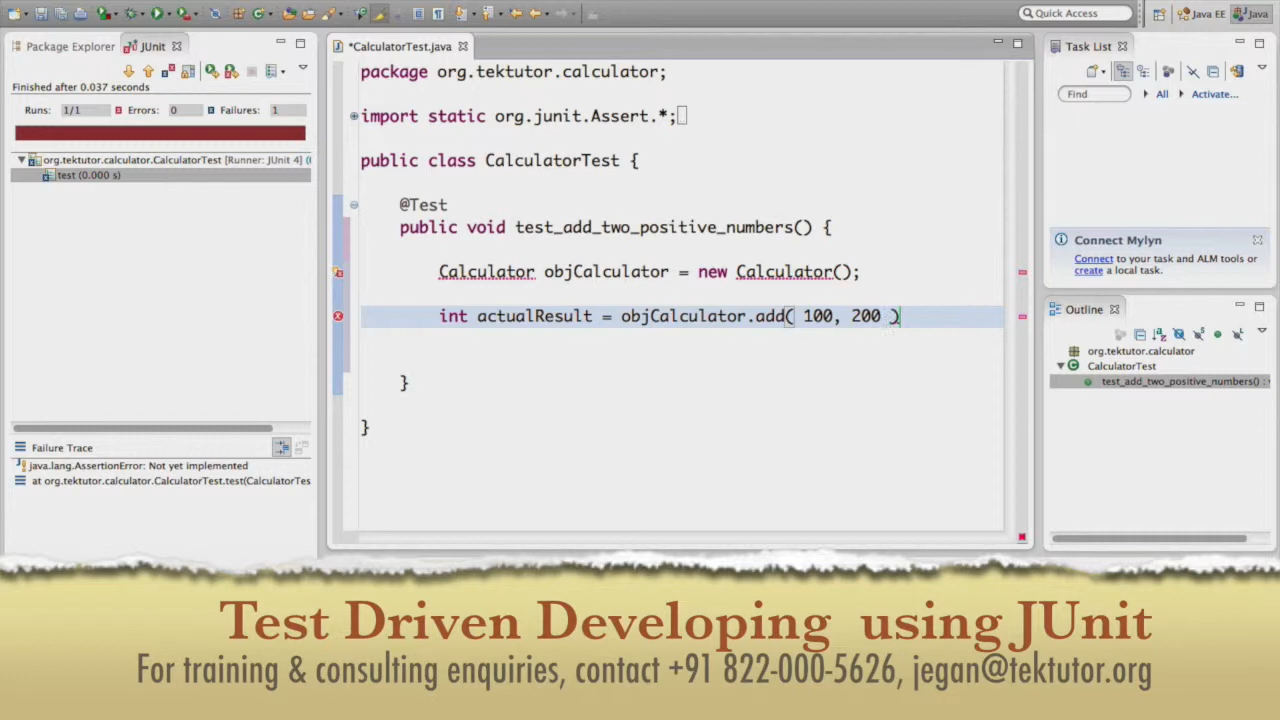 Quick Access
Java EE
Java
Package Explorer
JUnit
Finished after 0.037 seconds
Runs: 1/1
Errors: 0
Failures: 1
org.tektutor.calculator.CalculatorTest [Runner: JUnit 4] (
test (0.000 s)
Failure Trace
java.lang.AssertionError: Not yet implemented
at org.tektutor.calculator.CalculatorTest.test(CalculatorTes
*CalculatorTest.java
package org.tektutor.calculator;
import static org.junit.Assert.*;
public class CalculatorTest {
@Test
public void test_add_two_positive_numbers() {
Calculator objCalculator = new Calculator();
int actualResult = objCalculator.add( 100, 200 )
}
}
Task List
Find
All
Activate...
Connect Mylyn
Connect to your task and ALM tools or
create a local task.
Outline
org.tektutor.calculator
CalculatorTest
test_add_two_positive_numbers() :
Test Driven Developing using JUnit
For training & consulting enquiries, contact +91 822-000-5626, jegan@tektutor.org